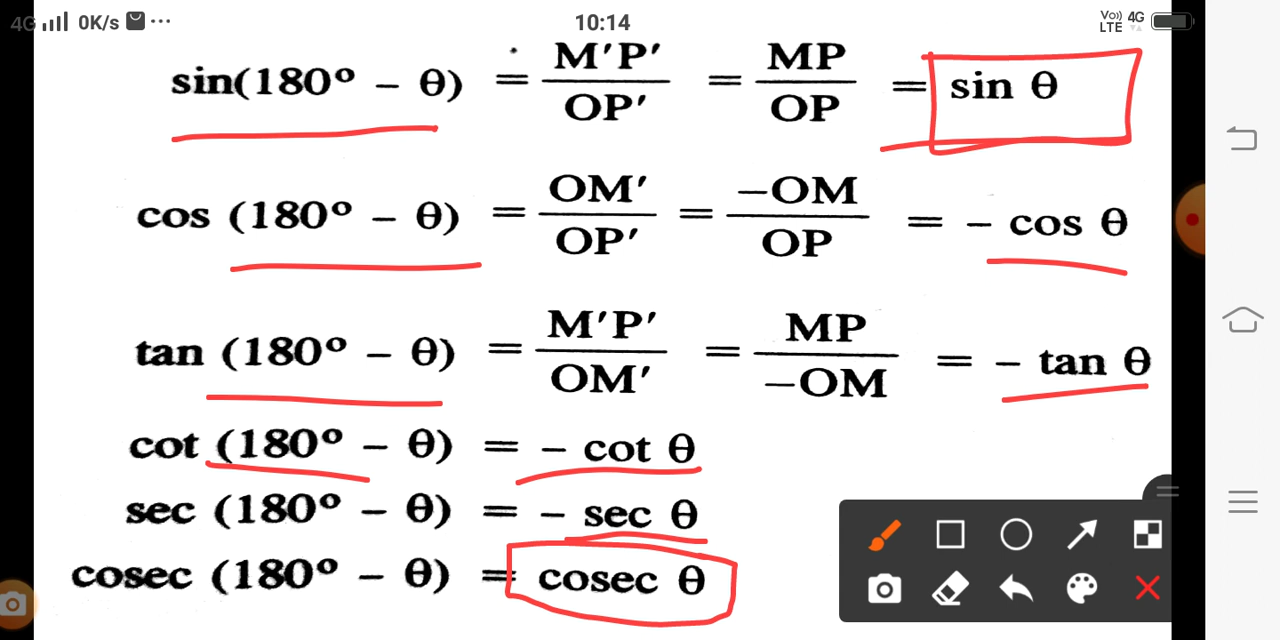 4G 0K/s ... 10:14 Vo) LTE 4G
sin(180° – θ) = M'P'/OP' = MP/OP = sin θ
cos (180° – θ) = OM'/OP' = –OM/OP = – cos θ
tan (180° – θ) = M'P'/OM' = MP/–OM = – tan θ
cot (180° – θ) = – cot θ
sec (180° – θ) = – sec θ
cosec (180° – θ) = cosec θ